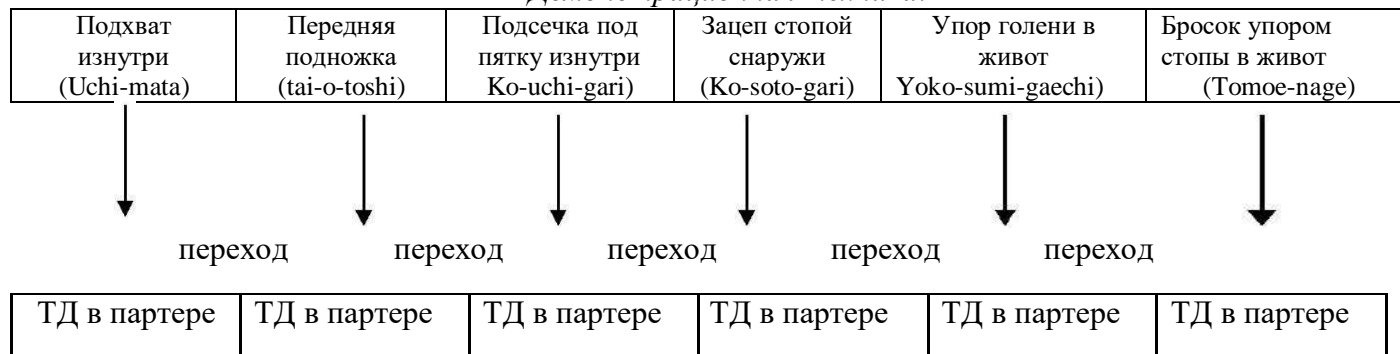 Подхват изнутри (Uchi-mata)
Передняя подножка (tai-o-toshi)
Подсечка под пятку изнутри Ko-uchi-gari)
Зацеп стопой снаружи (Ko-soto-gari)
Упор голени в живот Yoko-sumi-gaechi)
Бросок упором стопы в живот (Tomoe-nage)
переход переход переход переход переход
ТД в партере ТД в партере ТД в партере ТД в партере ТД в партере ТД в партере